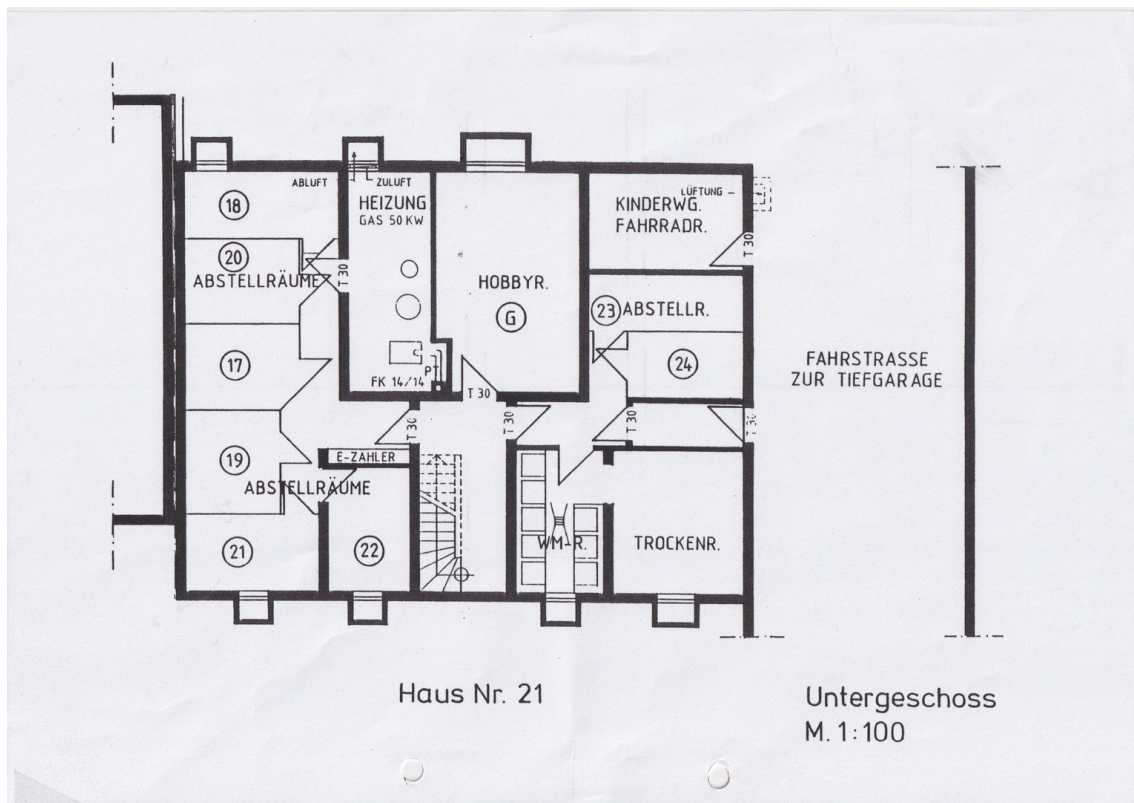 ABLUFT
ZULUFT
HEIZUNG
GAS 50 KW
18
LÜFTUNG
KINDERWG.
FAHRRADR.
20
ABSTELLRÄUME
T 30
T 30
HOBBYR.
G
23 ABSTELLR.
17
24
FAHRSTRASSE
ZUR TIEFGARAGE
PT
FK 14/14
T 30
T 30
T 30
T 30
T 30
E-ZÄHLER
19
ABSTELLRÄUME
21
22
WM-R.
TROCKENR.
Haus Nr. 21
Untergeschoss
M. 1:100